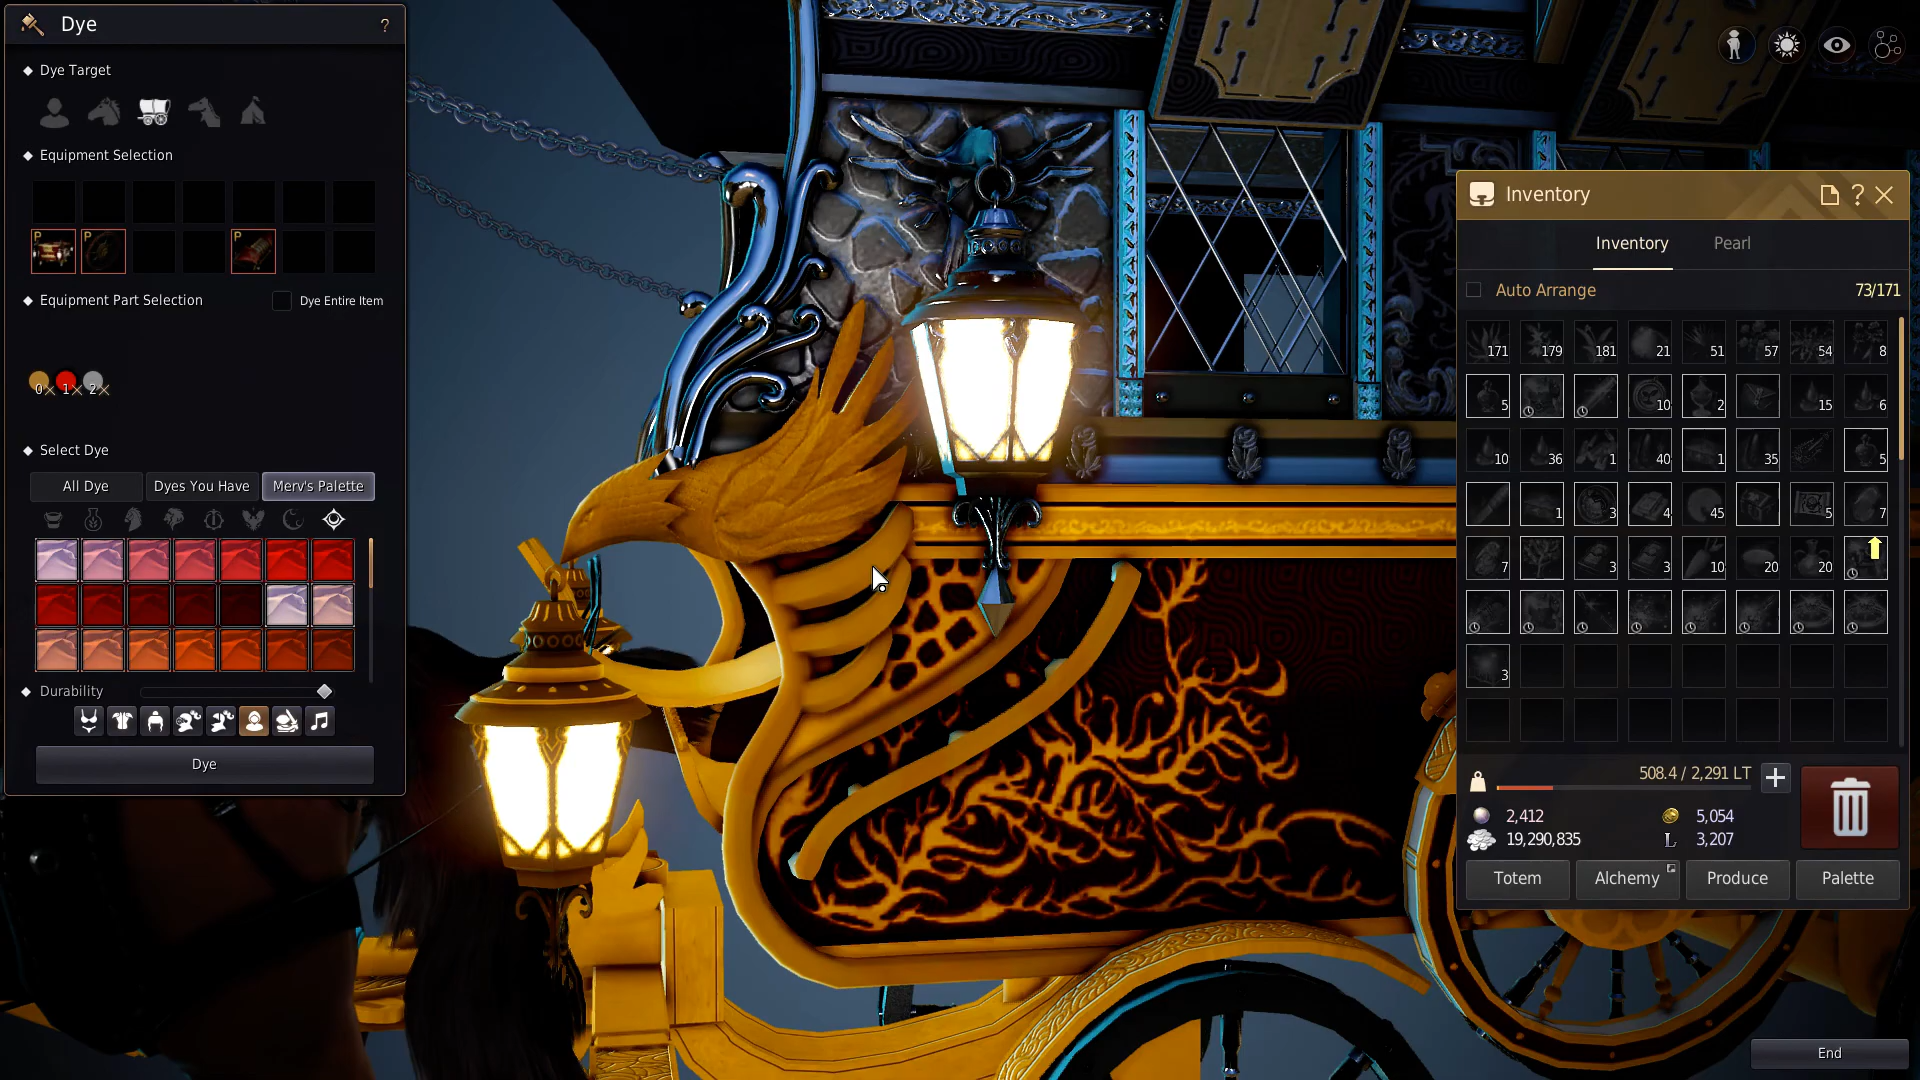 Dye
?
Dye Target
Equipment Selection
P P P
Equipment Part Selection
Dye Entire Item
0× 1× 2×
Select Dye
All Dye
Dyes You Have
Merv's Palette
Durability
Dye
Inventory
?
Inventory
Pearl
Auto Arrange
73/171
171 179 181 21 51 57 54 8
5 10 2 15 6
10 36 1 40 1 35 5
1 3 4 45 5 7
7 3 3 10 20 20
3
508.4 / 2,291 LT
2,412
5,054
19,290,835
L 3,207
Totem
Alchemy
Produce
Palette
End